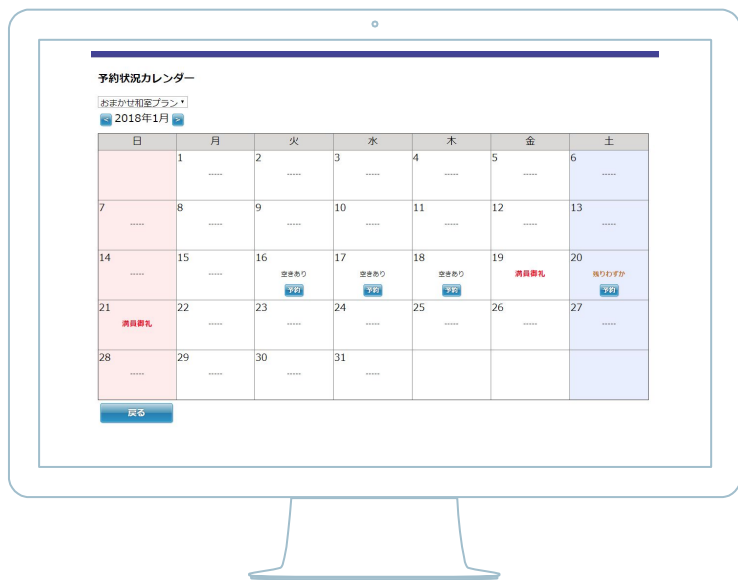 予約状況カレンダー
おまかせ和室プラン▼
< 2018年1月 >
日 月 火 水 木 金 土
1 2 3 4 5 6
----- ----- ----- ----- ----- -----
7 8 9 10 11 12 13
----- ----- ----- ----- ----- ----- -----
14 15 16 17 18 19 20
----- ----- 空きあり 空きあり 空きあり 満員御礼 残りわずか
予約 予約 予約 予約
21 22 23 24 25 26 27
満員御礼 ----- ----- ----- ----- ----- -----
28 29 30 31
----- ----- ----- -----
戻る